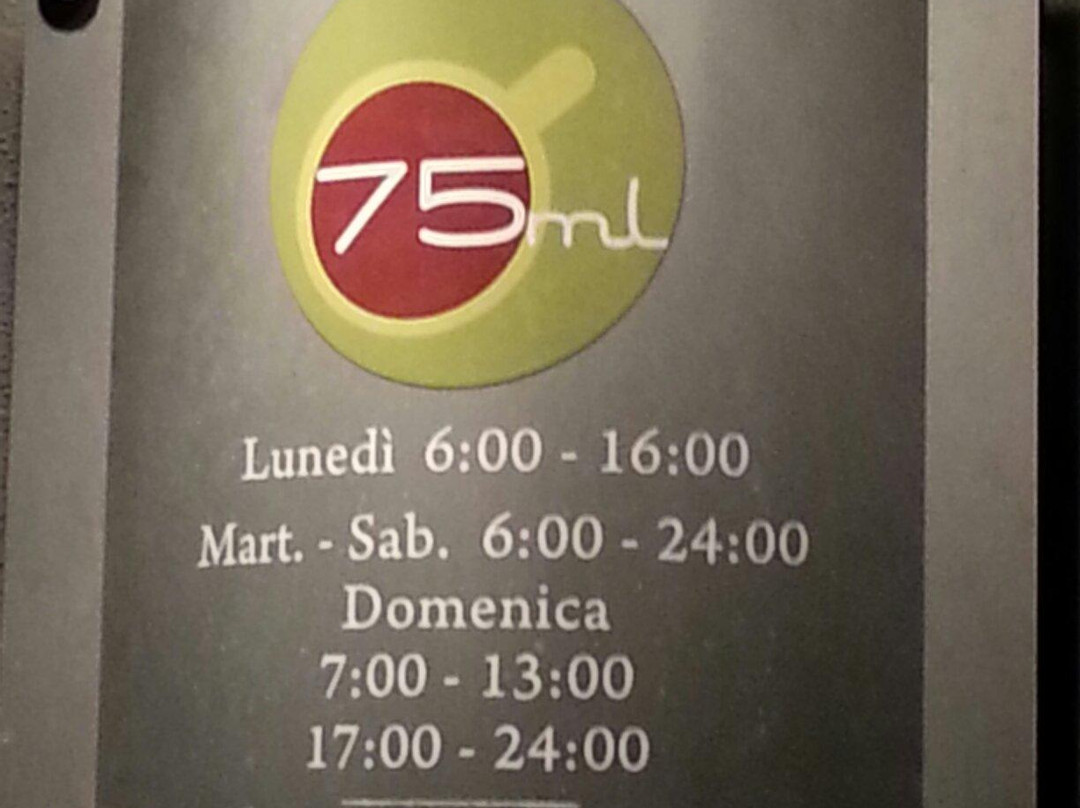 75ml
Lunedì 6:00 - 16:00
Mart. - Sab. 6:00 - 24:00
Domenica
7:00 - 13:00
17:00 - 24:00